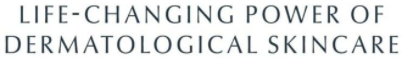 LIFE-CHANGING POWER OF
DERMATOLOGICAL SKINCARE